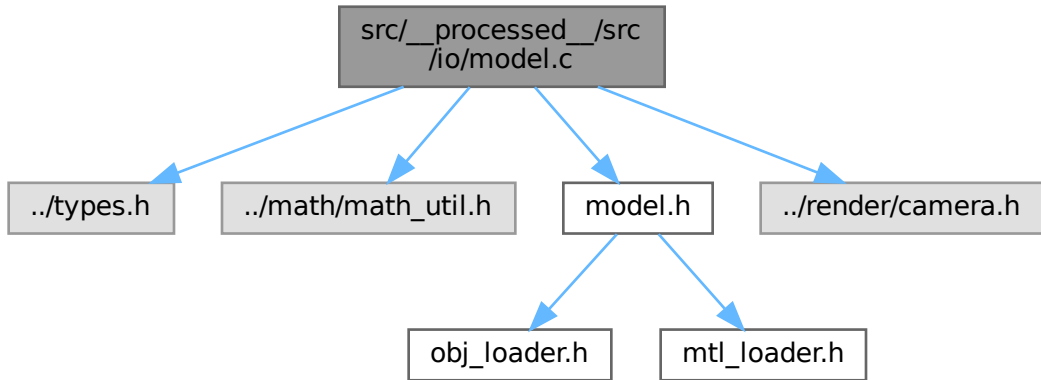 src/__processed__/src
/io/model.c
../types.h
../math/math_util.h
model.h
../render/camera.h
obj_loader.h
mtl_loader.h